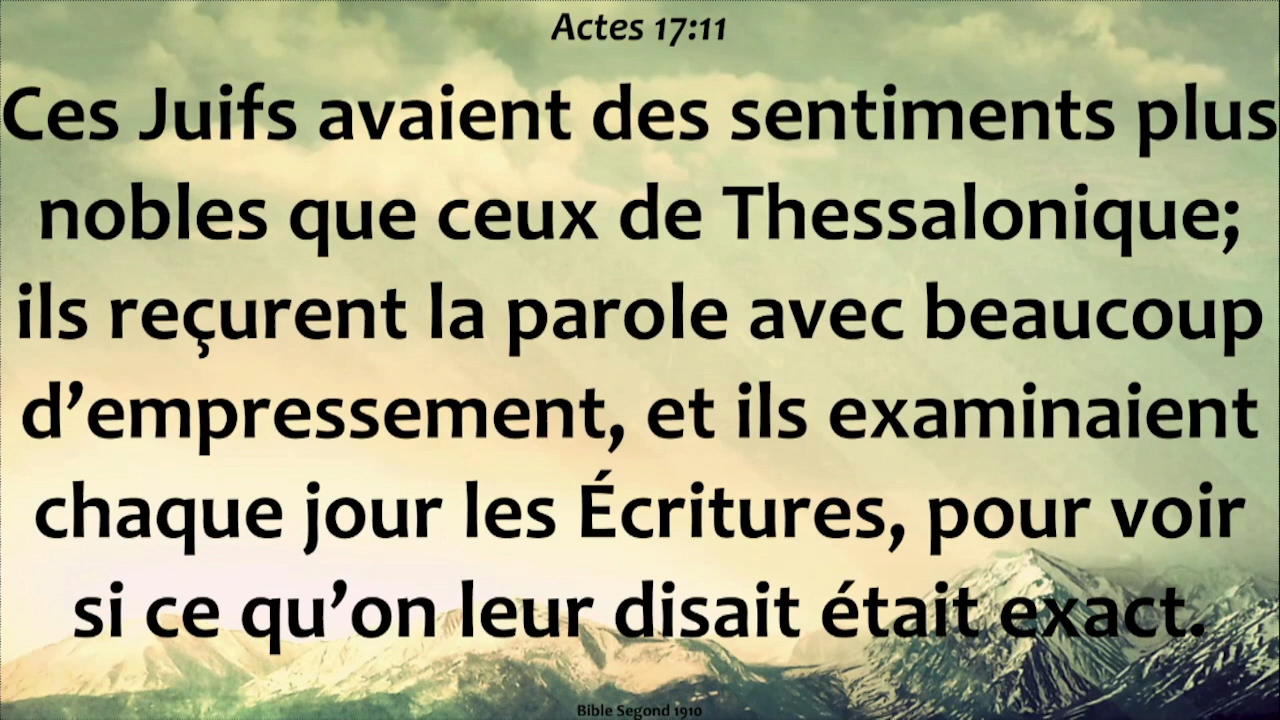 Actes 17:11
Ces Juifs avaient des sentiments plus
nobles que ceux de Thessalonique;
ils reçurent la parole avec beaucoup
d’empressement, et ils examinaient
chaque jour les Écritures, pour voir
si ce qu’on leur disait était exact.
Bible Segond 1910